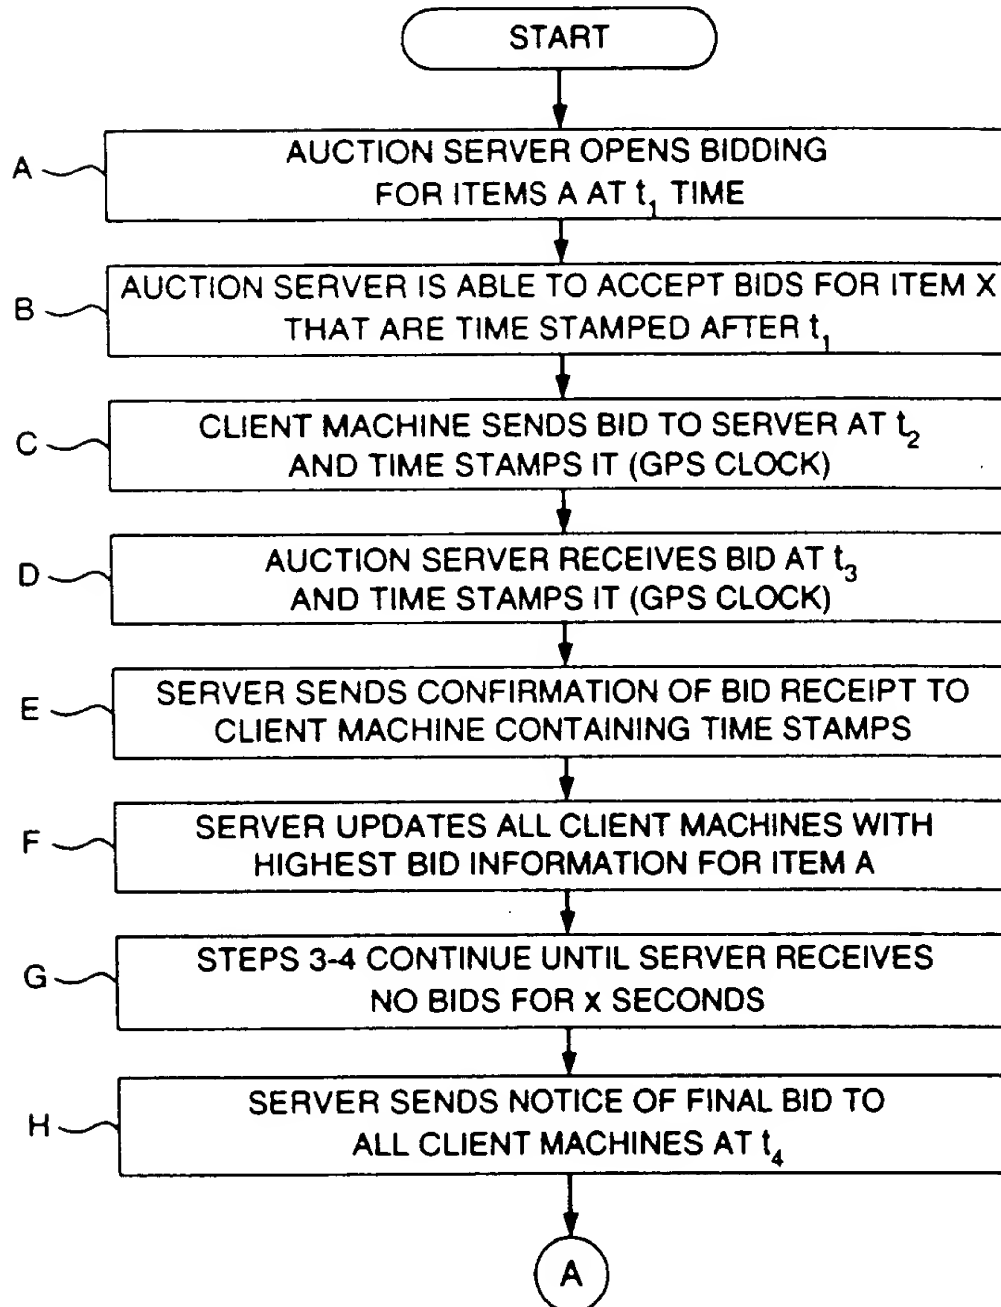 START
A
AUCTION SERVER OPENS BIDDING
FOR ITEMS A AT t₁ TIME
B
AUCTION SERVER IS ABLE TO ACCEPT BIDS FOR ITEM X
THAT ARE TIME STAMPED AFTER t₁
C
CLIENT MACHINE SENDS BID TO SERVER AT t₂
AND TIME STAMPS IT (GPS CLOCK)
D
AUCTION SERVER RECEIVES BID AT t₃
AND TIME STAMPS IT (GPS CLOCK)
E
SERVER SENDS CONFIRMATION OF BID RECEIPT TO
CLIENT MACHINE CONTAINING TIME STAMPS
F
SERVER UPDATES ALL CLIENT MACHINES WITH
HIGHEST BID INFORMATION FOR ITEM A
G
STEPS 3-4 CONTINUE UNTIL SERVER RECEIVES
NO BIDS FOR X SECONDS
H
SERVER SENDS NOTICE OF FINAL BID TO
ALL CLIENT MACHINES AT t₄
A